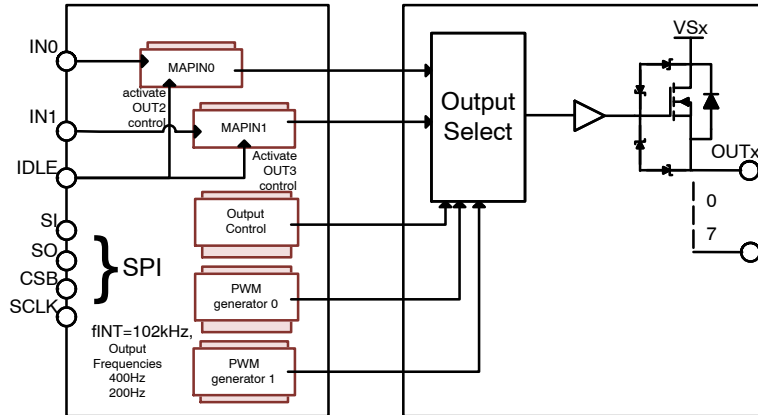 IN0
MAPIN0
activate
OUT2
control
IN1
MAPIN1
Activate
OUT3
control
IDLE
Output
Control
SI
SO
CSB
SCLK
} SPI
PWM
generator 0
fINT=102kHz,
Output
Frequencies
400Hz
200Hz
PWM
generator 1
Output
Select
VSx
OUTx
0
7